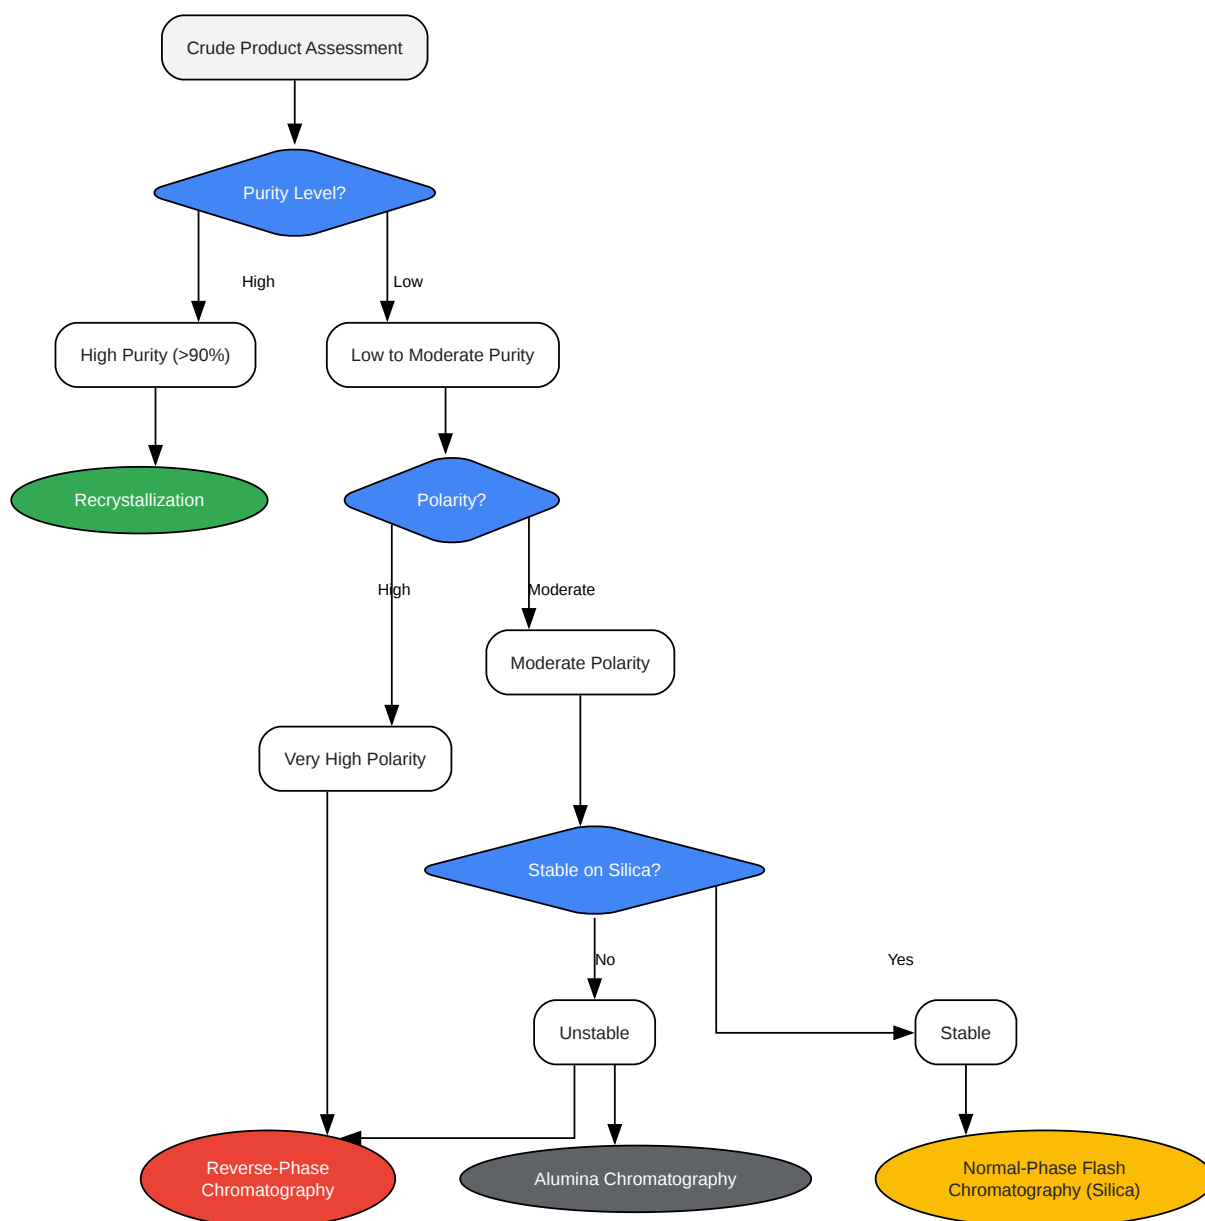 Crude Product Assessment
Purity Level?
High
Low
High Purity (>90%)
Low to Moderate Purity
Recrystallization
Polarity?
High
Moderate
Moderate Polarity
Very High Polarity
Stable on Silica?
No
Yes
Unstable
Stable
Reverse-Phase
Chromatography
Alumina Chromatography
Normal-Phase Flash
Chromatography (Silica)